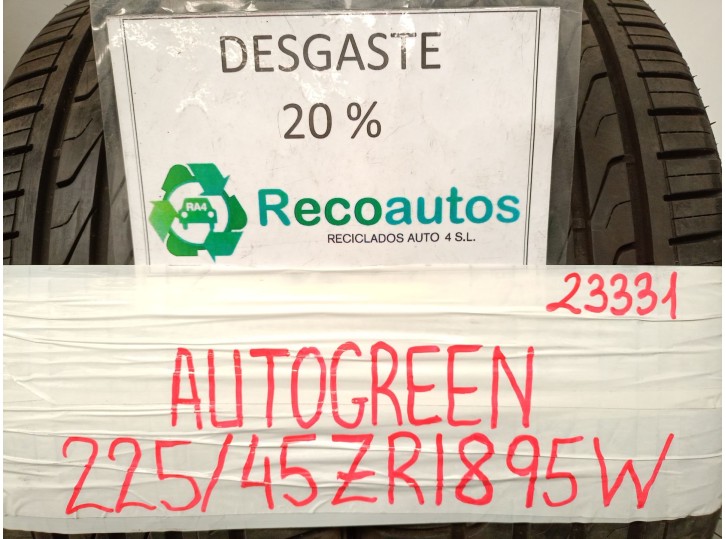 DESGASTE
20 %
RA4
Recoautos
RECICLADOS AUTO 4 S.L.
23331
AUTOGREEN
225/45ZR1895W